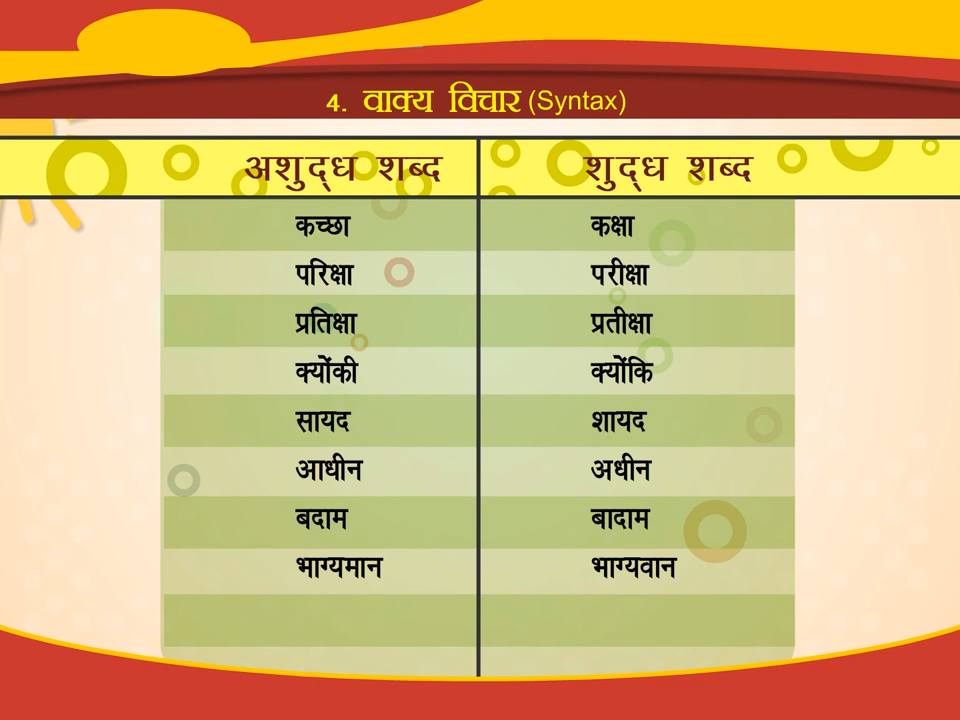 4. वाक्य विचार (Syntax)
अशुद्ध शब्द शुद्ध शब्द
कच्छा कक्षा
परिक्षा परीक्षा
प्रतिक्षा प्रतीक्षा
क्योंकी क्योंकि
सायद शायद
आधीन अधीन
बदाम बादाम
भाग्यमान भाग्यवान